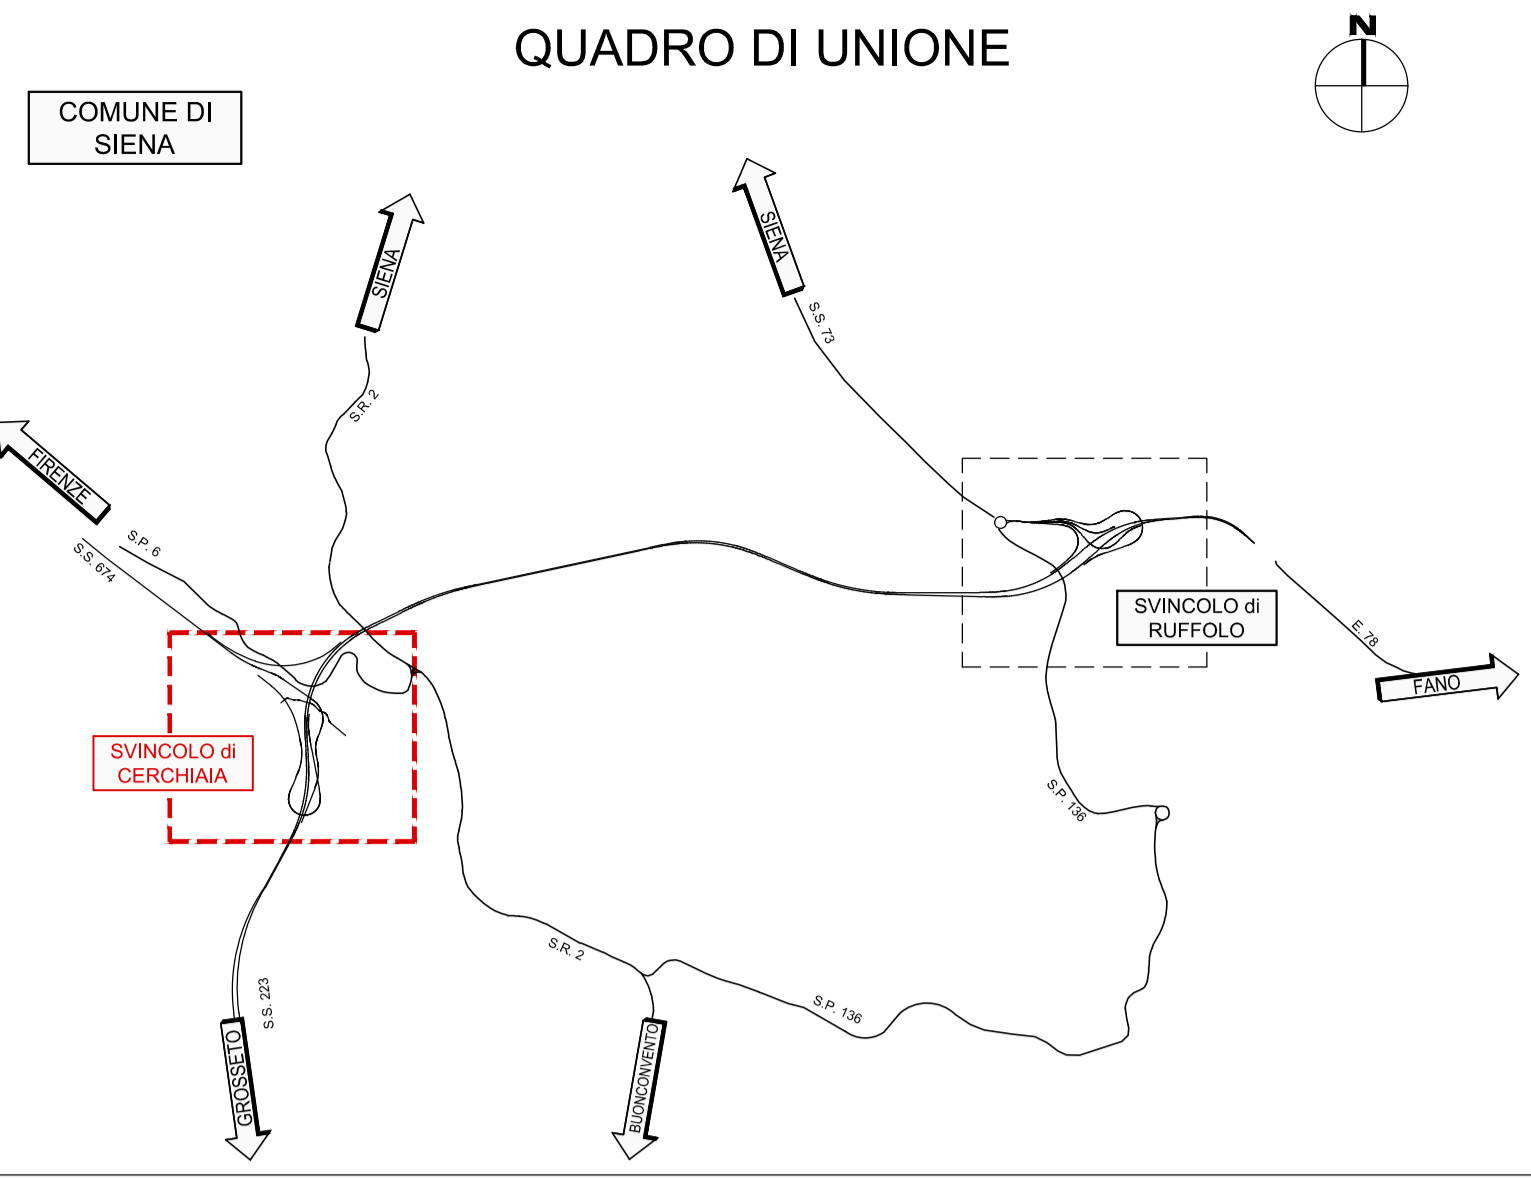 QUADRO DI UNIONE
N
COMUNE DI
SIENA
SIENA
SIENA
S.S. 73
S.R. 2
FIRENZE
S.P. 6
S.S. 674
SVINCOLO di
RUFFOLO
E. 78
FANO
SVINCOLO di
CERCHIAIA
S.P. 136
S.R. 2
S.P. 136
S.S. 223
GROSSETO
BUONCONVENTO